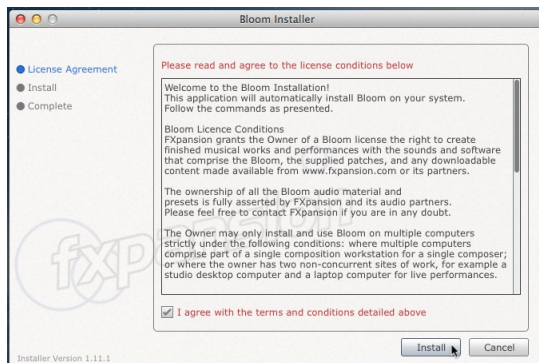 Bloom Installer
License Agreement
Install
Complete
Please read and agree to the license conditions below
Welcome to the Bloom Installation!
This application will automatically install Bloom on your system.
Follow the commands as presented.
Bloom Licence Conditions
FXpansion grants the Owner of a Bloom license the right to create
finished musical works and performances with the sounds and software
that comprise the Bloom, the supplied patches, and any downloadable
content made available from www.fxpansion.com or its partners.
The ownership of all the Bloom audio material and
presets is fully asserted by FXpansion and its audio partners.
Please feel free to contact FXpansion if you are in any doubt.
The Owner may only install and use Bloom on multiple computers
strictly under the following conditions: where multiple computers
comprise part of a single composition workstation for a single composer;
or where the owner has two non-concurrent sites of work, for example a
studio desktop computer and a laptop computer for live performances.
fxpansion
I agree with the terms and conditions detailed above
Install
Cancel
Installer Version 1.11.1